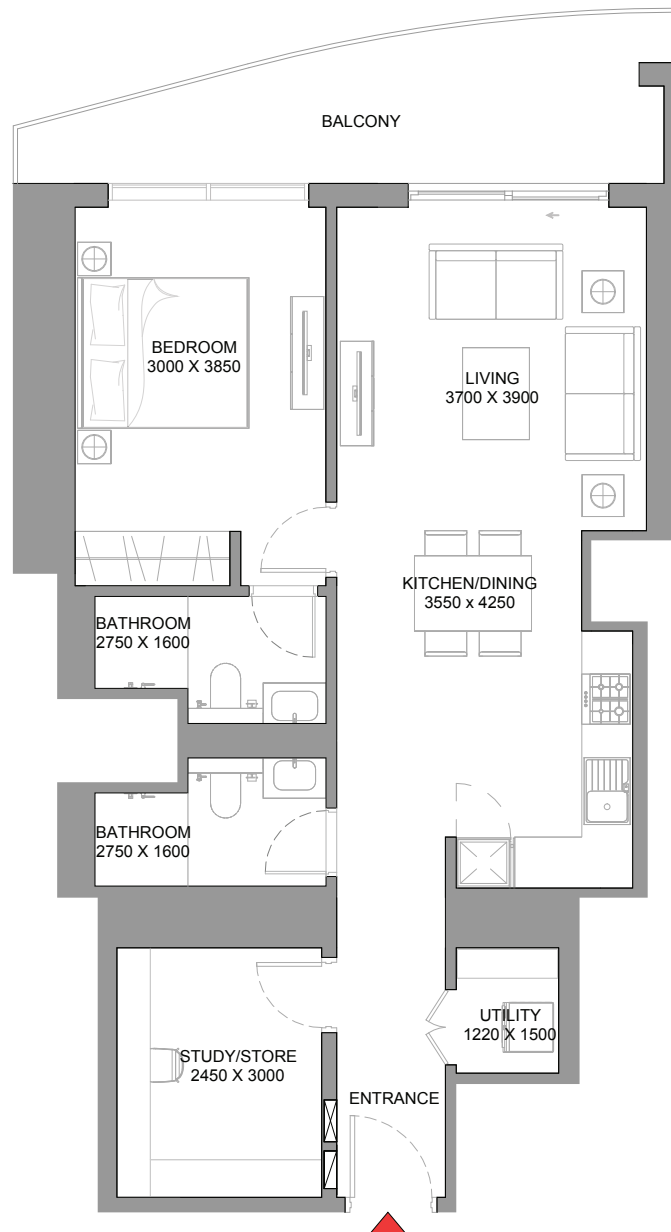 BALCONY
BEDROOM
3000 X 3850
LIVING
3700 X 3900
KITCHEN/DINING
3550 x 4250
BATHROOM
2750 X 1600
BATHROOM
2750 X 1600
UTILITY
1220 X 1500
STUDY/STORE
2450 X 3000
ENTRANCE